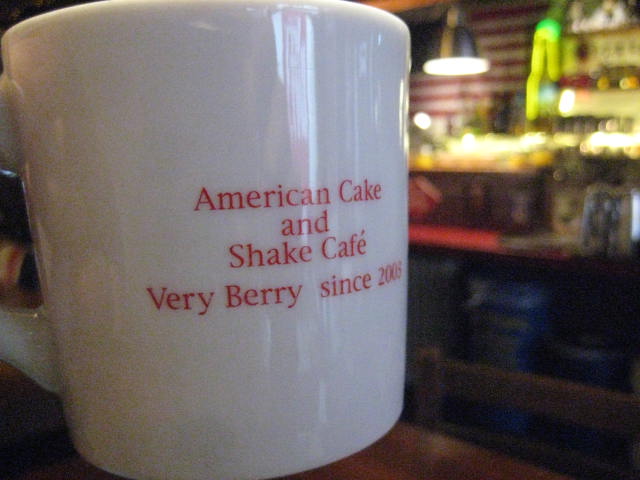 American Cake
and
Shake Café
Very Berry since 2003